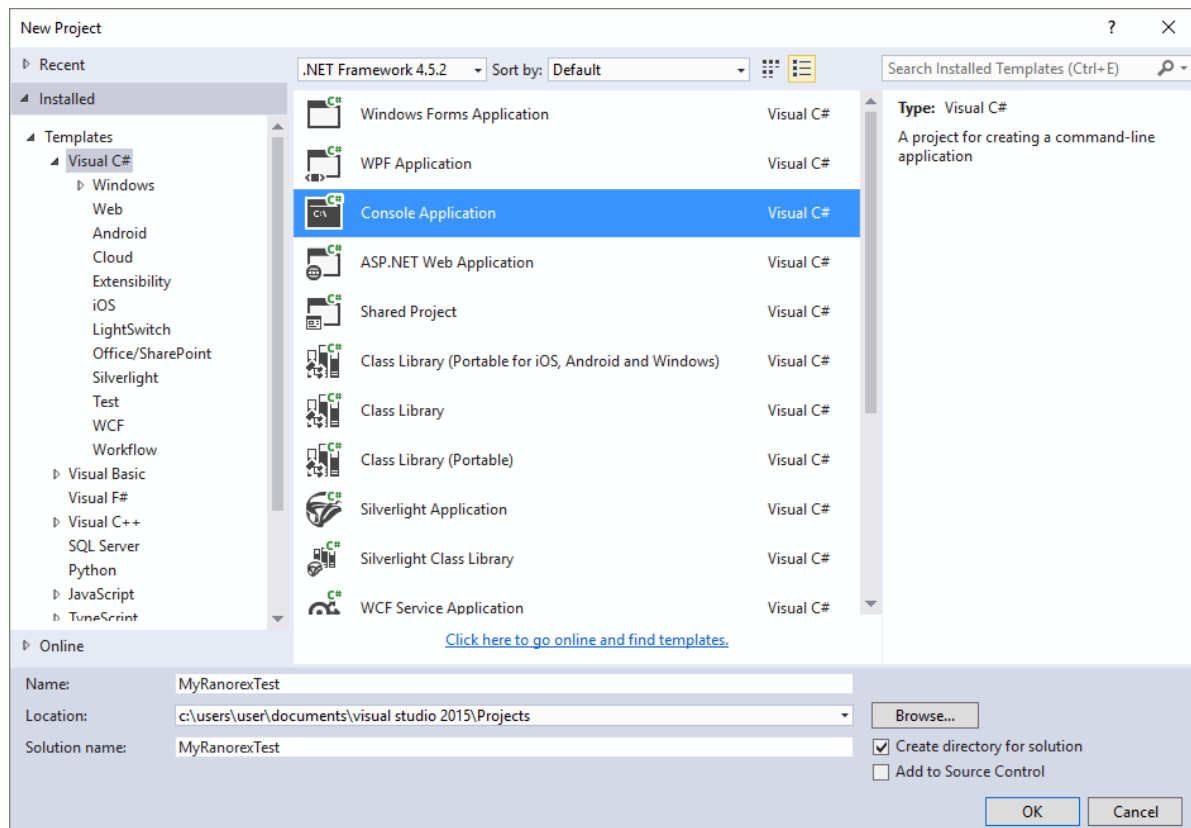 New Project
?
Recent
.NET Framework 4.5.2
Sort by:
Default
Search Installed Templates (Ctrl+E)
Installed
Templates
Visual C#
Windows
Web
Android
Cloud
Extensibility
iOS
LightSwitch
Office/SharePoint
Silverlight
Test
WCF
Workflow
Visual Basic
Visual F#
Visual C++
SQL Server
Python
JavaScript
TypeScript
Online
C# Windows Forms Application Visual C#
C# WPF Application Visual C#
C# C:\ Console Application Visual C#
C# ASP.NET Web Application Visual C#
C# Shared Project Visual C#
C# Class Library (Portable for iOS, Android and Windows) Visual C#
C# Class Library Visual C#
C# Class Library (Portable) Visual C#
C# Silverlight Application Visual C#
C# Silverlight Class Library Visual C#
C# WCF Service Application Visual C#
Click here to go online and find templates.
Type: Visual C#
A project for creating a command-line
application
Name: MyRanorexTest
Location: c:\users\user\documents\visual studio 2015\Projects
Browse...
Solution name: MyRanorexTest
Create directory for solution
Add to Source Control
OK
Cancel